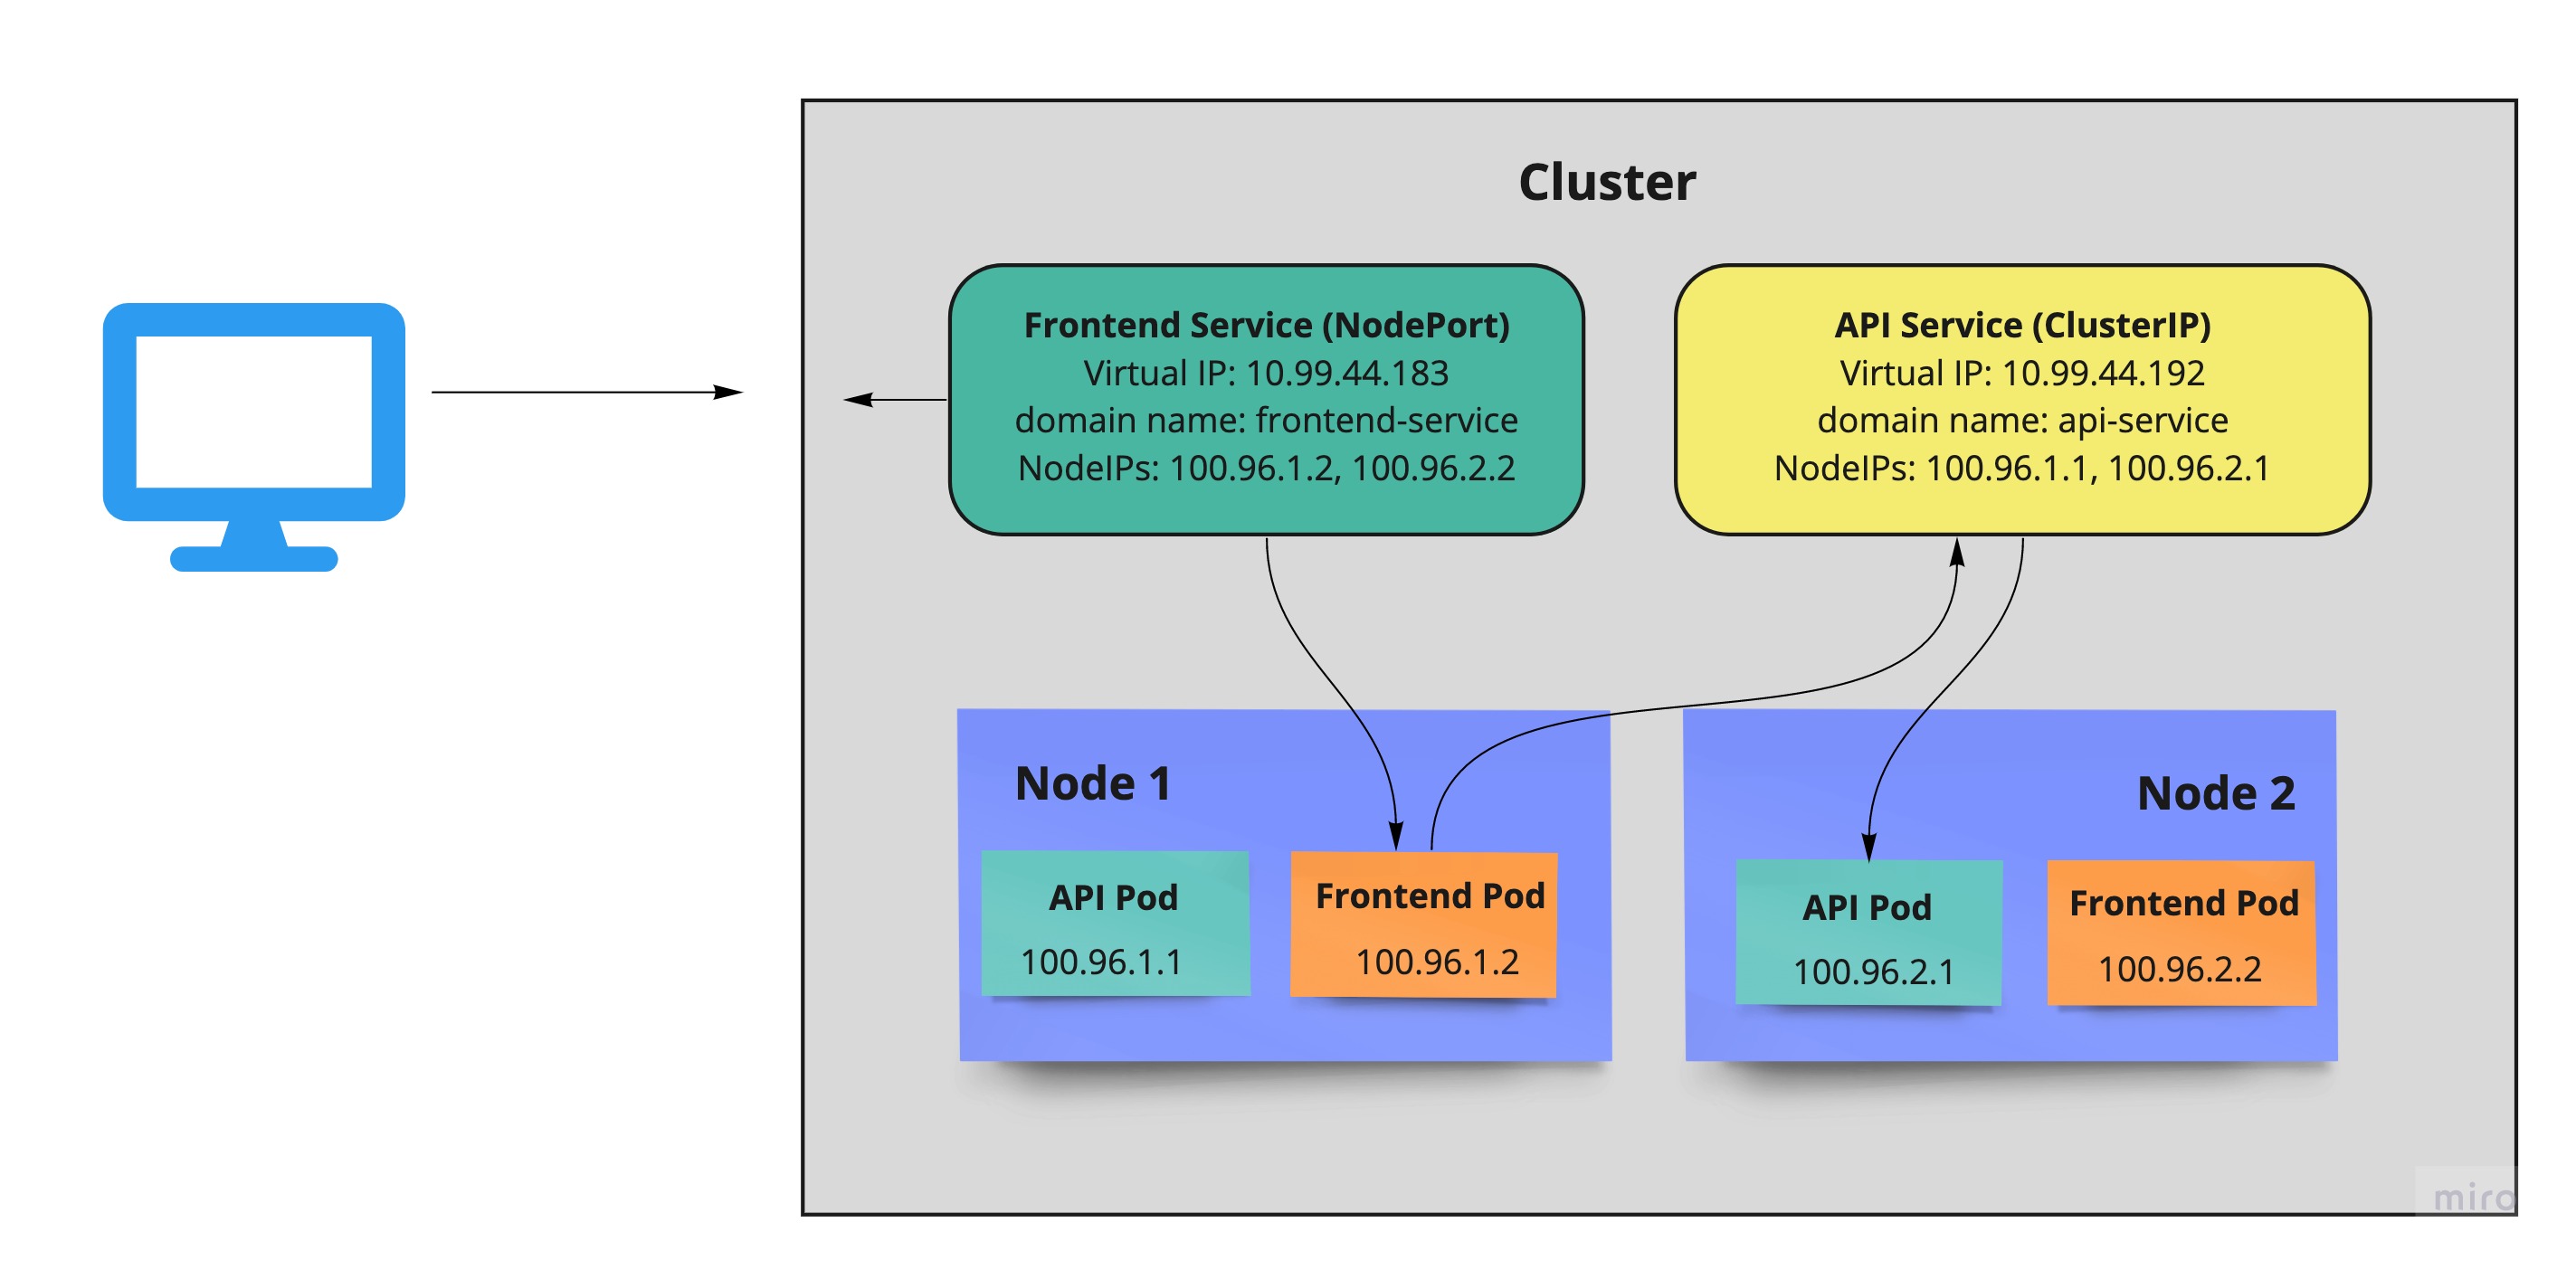 Cluster
Frontend Service (NodePort)
Virtual IP: 10.99.44.183
domain name: frontend-service
NodeIPs: 100.96.1.2, 100.96.2.2
API Service (ClusterIP)
Virtual IP: 10.99.44.192
domain name: api-service
NodeIPs: 100.96.1.1, 100.96.2.1
Node 1
API Pod
100.96.1.1
Frontend Pod
100.96.1.2
Node 2
API Pod
100.96.2.1
Frontend Pod
100.96.2.2
miro